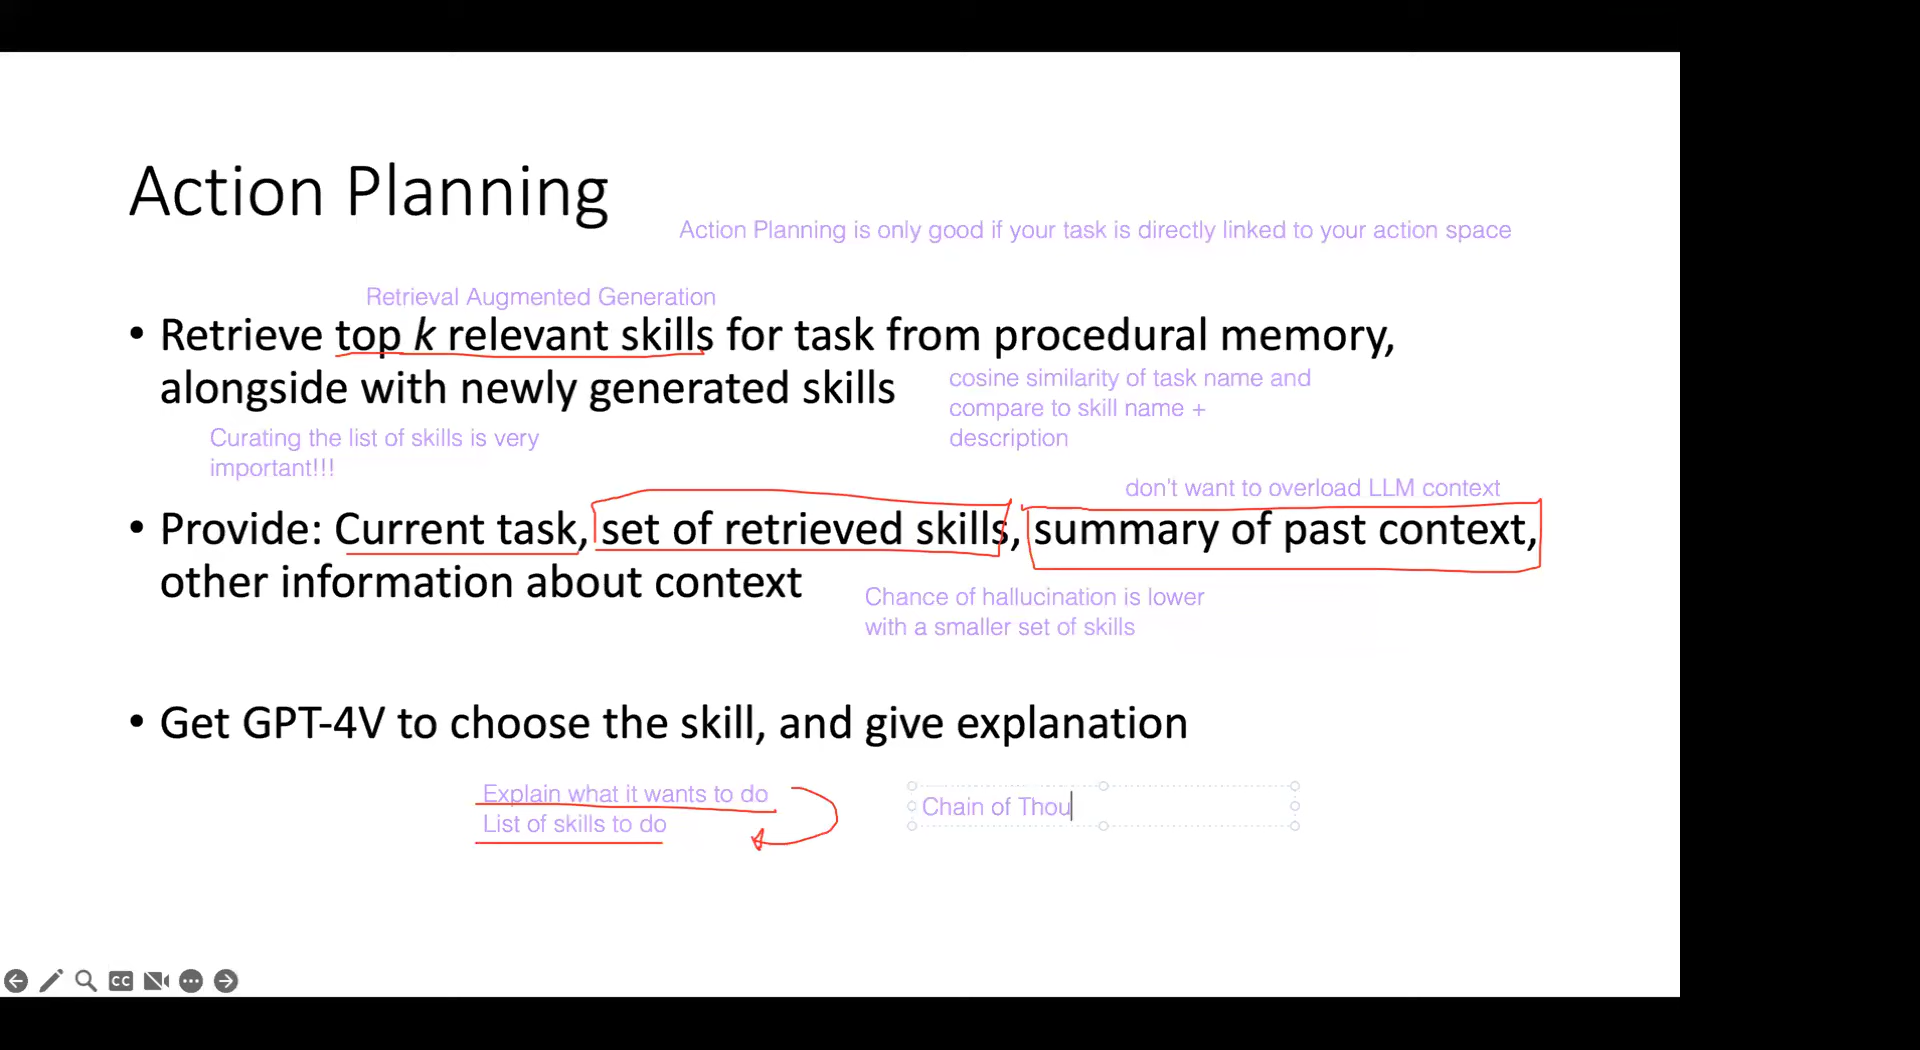 Action Planning
Action Planning is only good if your task is directly linked to your action space
Retrieval Augmented Generation
• Retrieve top k relevant skills for task from procedural memory,
alongside with newly generated skills
cosine similarity of task name and
compare to skill name +
description
Curating the list of skills is very
important!!!
don't want to overload LLM context
• Provide: Current task, set of retrieved skills, summary of past context,
other information about context
Chance of hallucination is lower
with a smaller set of skills
• Get GPT-4V to choose the skill, and give explanation
Explain what it wants to do
List of skills to do
Chain of Thou
CC